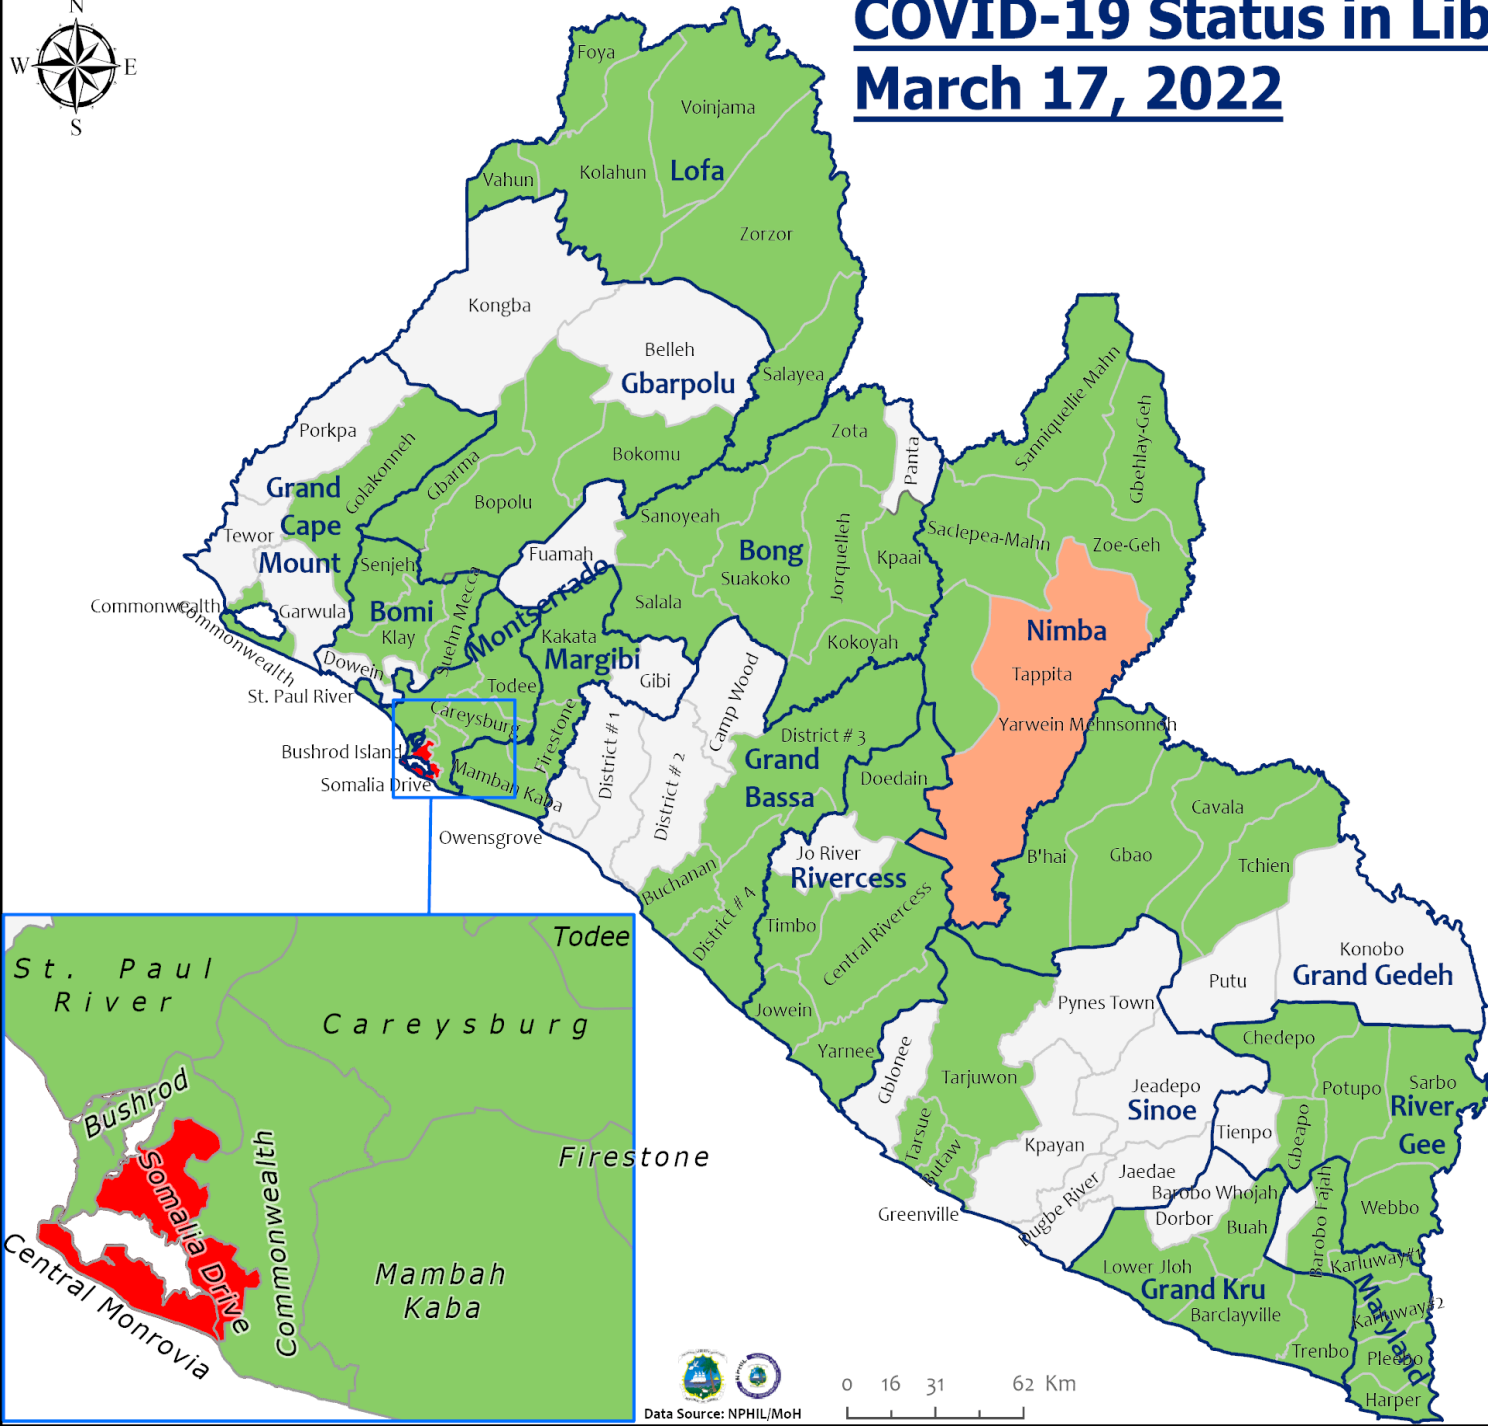 COVID-19 Status in Lib
March 17, 2022
N
W
E
S
Foya
Voinjama
Kolahun
Lofa
Vahun
Zorzor
Kongba
Belleh
Gbarpolu
Salayea
Porkpa
Golakonneh
Gbarma
Bokomu
Bopolu
Zota
Panta
Sanniquellie Mahn
Gbehlay-Geh
Grand
Cape
Mount
Tewor
Senjeh
Fuamah
Sanoyeah
Bong
Suakoko
Jorquelleh
Kpaai
Saclepea-Mahn
Zoe-Geh
Commonwealth
Commonwealth
Garwula
Bomi
Klay
Suehn Mecca
Montserrado
Salala
Kakata
Margibi
Kokoyah
Nimba
Tappita
Dowein
St. Paul River
Todee
Gibi
Camp Wood
Careysburg
Firestone
District # 1
District # 2
District # 3
Yarwein Mehnsonneh
Bushrod Island
Somalia Drive
Mambah Kaba
Grand
Bassa
Doedain
Owensgrove
Buchanan
District # 4
Jo River
Rivercess
Timbo
Central Rivercess
B'hai
Gbao
Cavala
Tchien
Konobo
Grand Gedeh
Putu
Pynes Town
Jowein
Yarnee
Gblonee
Tarjuwon
Chedepo
Potupo
Sarbo
River
Gee
Jeadepo
Sinoe
Tienpo
Gbeapo
Tarsue
Butaw
Kpayan
Jaedae
Dugbe River
Greenville
Barobo Whojah
Dorbor
Buah
Barobo Fajah
Webbo
Lower Jloh
Grand Kru
Barclayville
Trenbo
Karluway#1
Karluway#2
Maryland
Pleebo
Harper
Todee
St. Paul
River
Careysburg
Bushrod
Somalia Drive
Commonwealth
Firestone
Central Monrovia
Mambah
Kaba
0 16 31 62 Km
Data Source: NPHIL/MoH